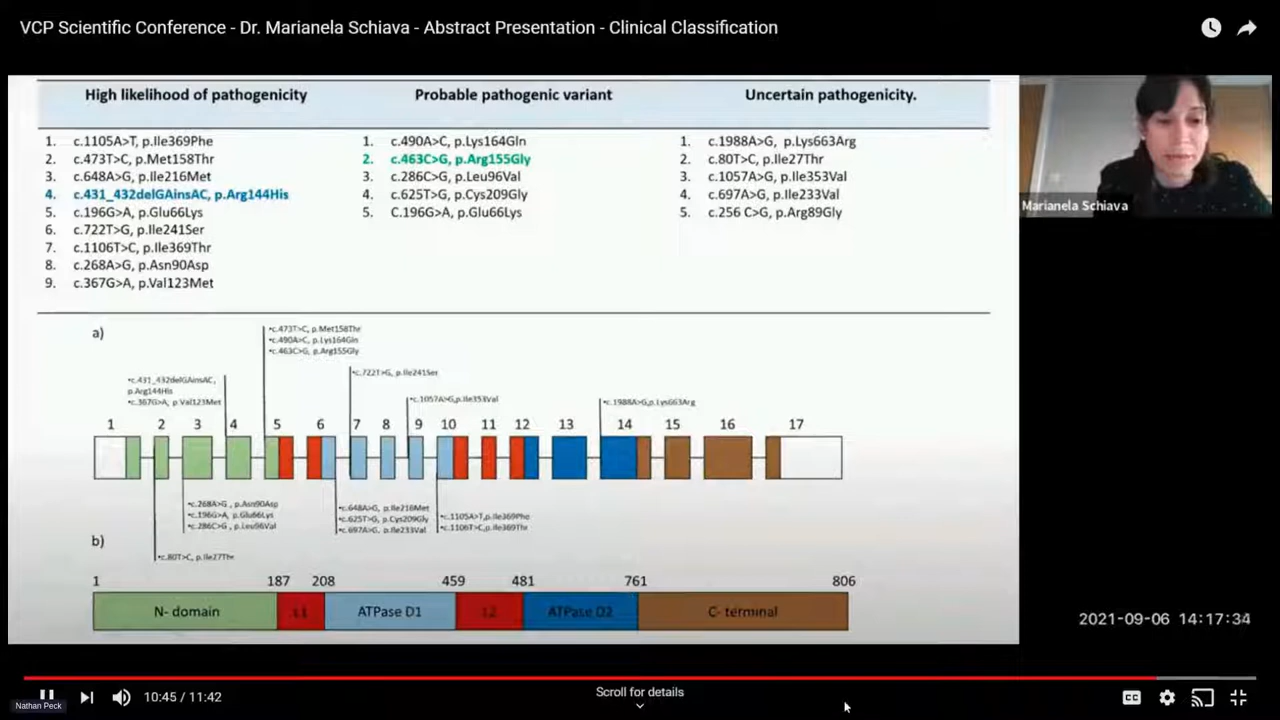 VCP Scientific Conference - Dr. Marianela Schiava - Abstract Presentation - Clinical Classification
High likelihood of pathogenicity
1. c.1105A>T, p.Ile369Phe
2. c.473T>C, p.Met158Thr
3. c.648A>G, p.Ile216Met
4. c.431_432delGAinsAC, p.Arg144His
5. c.196G>A, p.Glu66Lys
6. c.722T>G, p.Ile241Ser
7. c.1106T>C, p.Ile369Thr
8. c.268A>G, p.Asn90Asp
9. c.367G>A, p.Val123Met
Probable pathogenic variant
1. c.490A>C, p.Lys164Gln
2. c.463C>G, p.Arg155Gly
3. c.286C>G, p.Leu96Val
4. c.625T>G, p.Cys209Gly
5. C.196G>A, p.Glu66Lys
Uncertain pathogenicity.
1. c.1988A>G, p.Lys663Arg
2. c.80T>C, p.Ile27Thr
3. c.1057A>G, p.Ile353Val
4. c.697A>G, p.Ile233Val
5. c.256 C>G, p.Arg89Gly
Marianela Schiava
a)
•c.473T>C, p.Met158Thr
•c.490A>C, p.Lys164Gln
•c.463C>G, p.Arg155Gly
•c.431_432delGAinsAC,
p.Arg144His
•c.367G>A, p.Val123Met
•c.722T>G, p.Ile241Ser
•c.1057A>G,p.Ile353Val
•c.1988A>G,p.Lys663Arg
1 2 3 4 5 6 7 8 9 10 11 12 13 14 15 16 17
•c.268A>G , p.Asn90Asp
•c.196G>A, p.Glu66Lys
•c.286C>G , p.Leu96Val
•c.648A>G, p.Ile216Met
•c.625T>G, p.Cys209Gly
•c.697A>G, p.Ile233Val
•c.1105A>T,p.Ile369Phe
•c.1106T>C,p.Ile369Thr
•c.80T>C, p.Ile27Thr
b)
1 187 208 459 481 761 806
N- domain L1 ATPase D1 L2 ATPase D2 C- terminal
2021-09-06 14:17:34
10:45 / 11:42
Scroll for details
Nathan Peck
CC